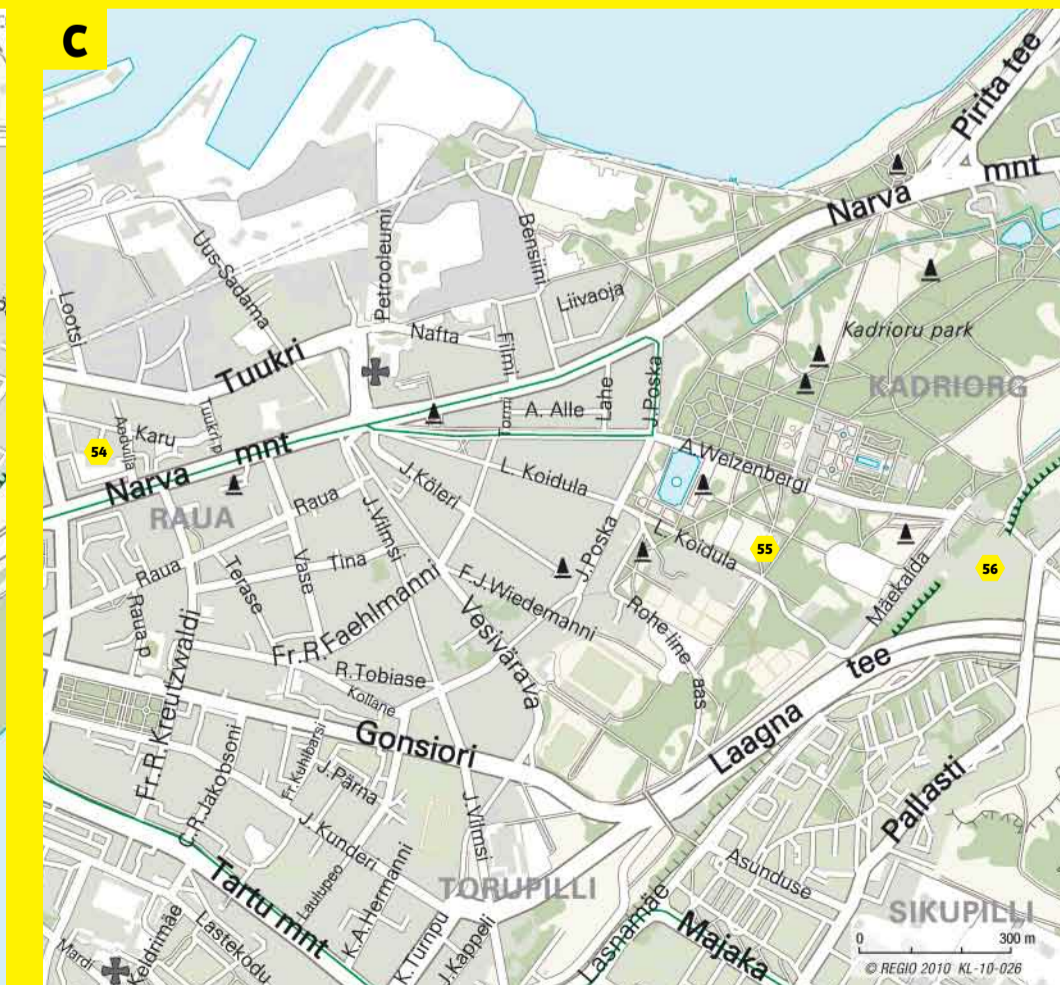 C
Pirita tee
Narva
mnt
Petrooleumi
Bensiini
Uus-Sadama
Lootsi
Liivaoja
Nafta
Filmi
Kadrioru park
Tuukri
KADRIORG
Lahe
J.Poska
A. Alle
Tormi
Tuukri p
Karu
54
Narva
mnt
A.Weizenbergi
L. Koidula
J.Köleri
RAUA
Raua
J.Vilmsi
L. Koidula
55
56
J.Poska
Mäekalda
Raua
Terase
Vase
Tina
F.J.Wiedemanni
Raua p
Fr.R.Faehlmanni
Vesivärava
Rohe line
aas
Fr.R.Kreutzwaldi
R.Tobiase
Kollane
tee
Laagna
Gonsiori
Fr.Kuhlbarsi
J.Pärna
C.R.Jakobsoni
J. Kunderi
J.Vilmsi
Pallasti
Asunduse
Tartu mnt
Laulupeo
K.A.Hermanni
TORUPILLI
SIKUPILLI
Lasnamäe
Majaka
K.Türnpu
J.Kappeli
Keldrimäe
Lastekodu
Mardi
0
300 m
© REGIO 2010 KL-10-026